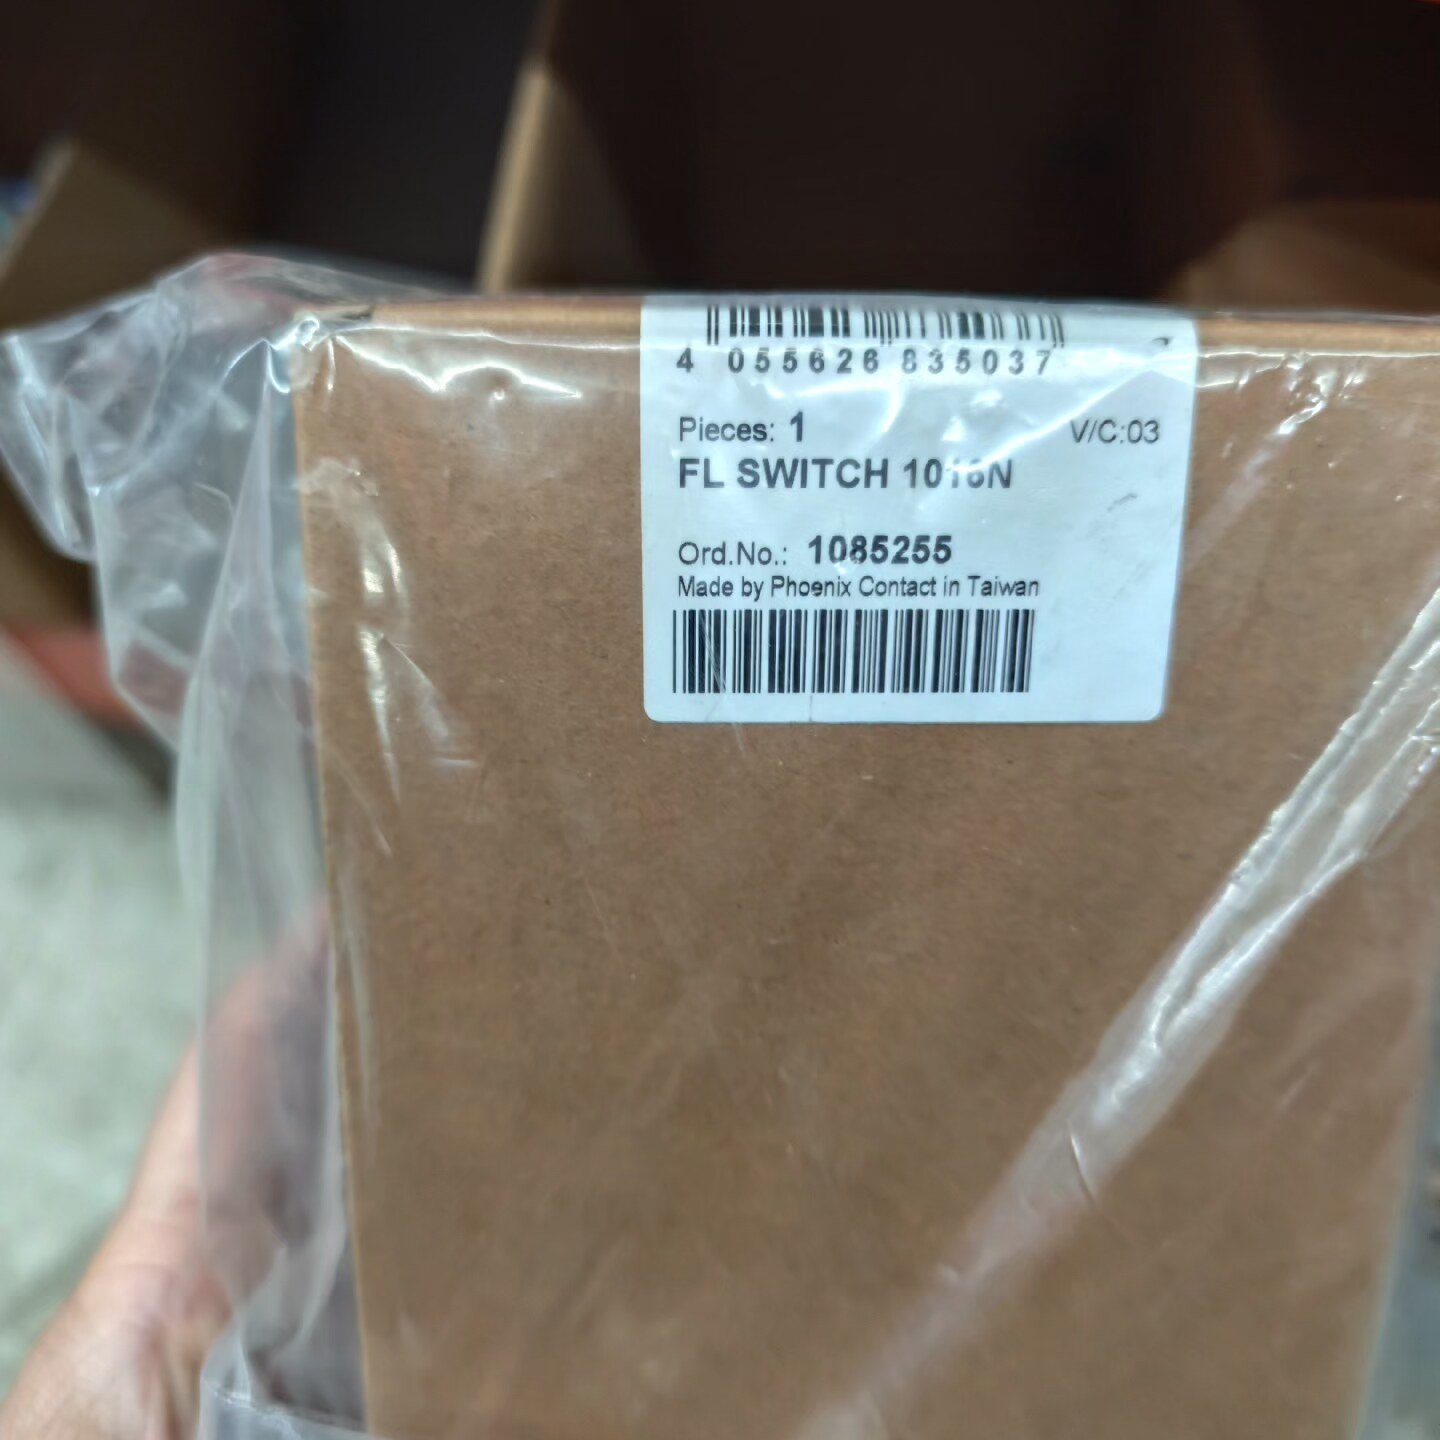 4 055626 835037
Pieces: 1
V/C:03
FL SWITCH 1016N
Ord.No.: 1085255
Made by Phoenix Contact in Taiwan